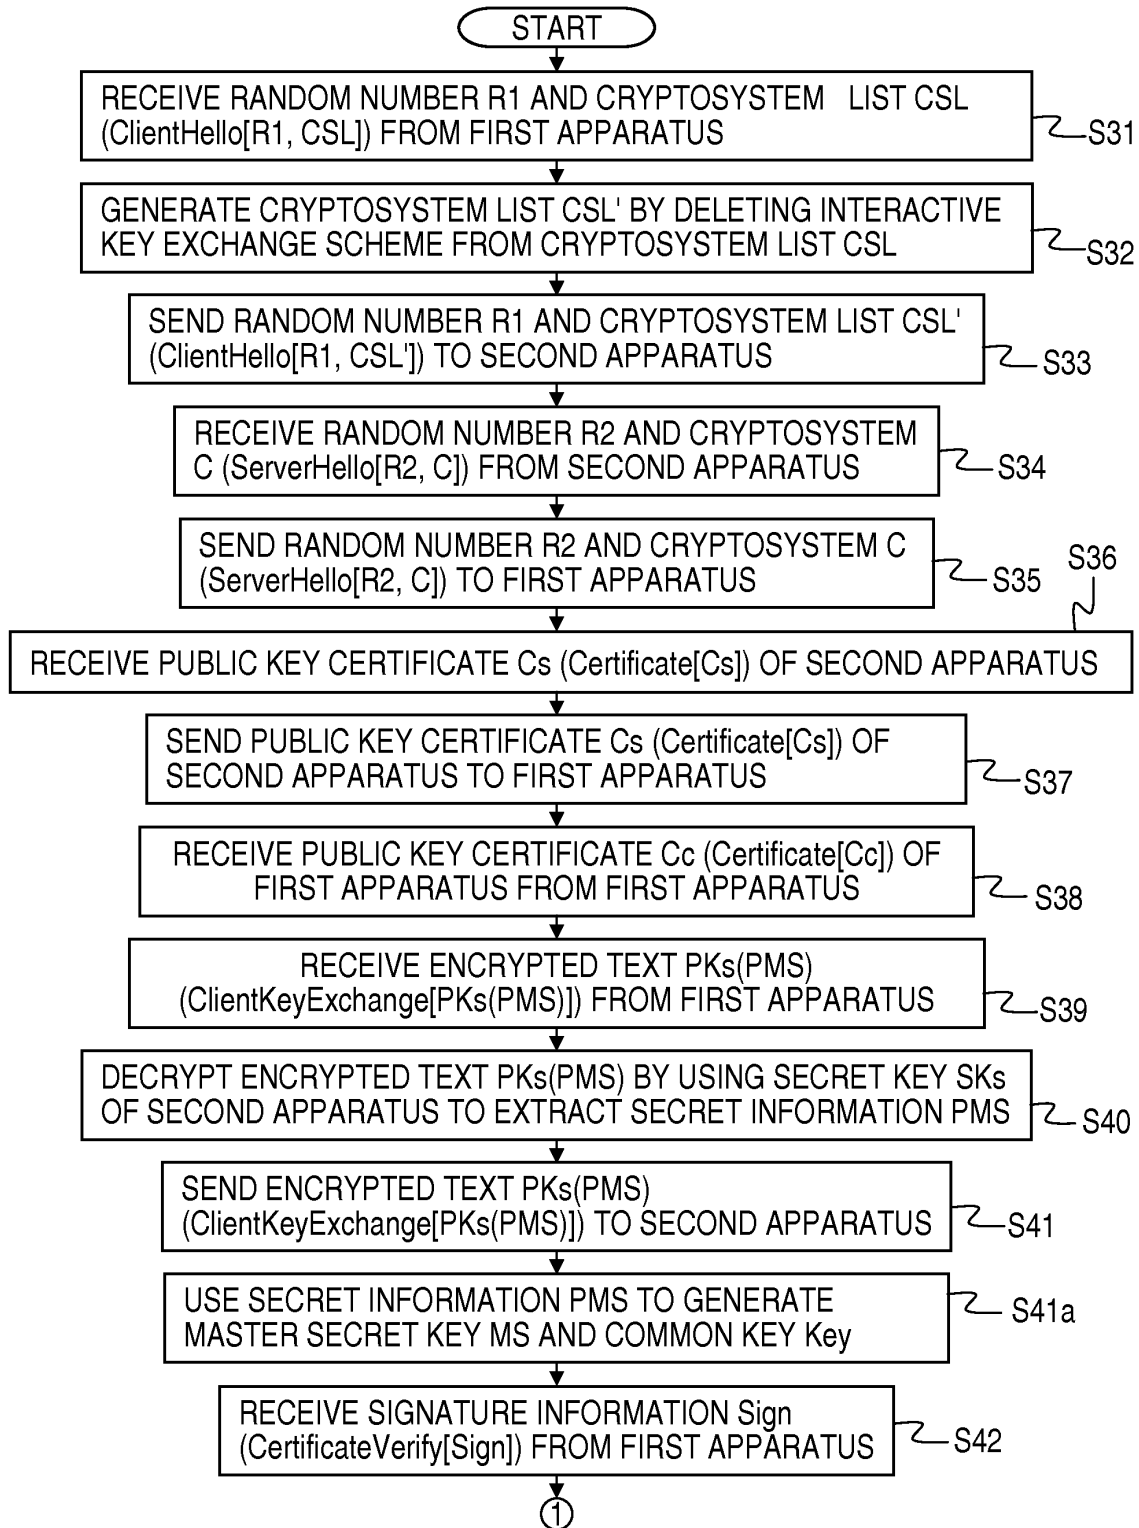 START
RECEIVE RANDOM NUMBER R1 AND CRYPTOSYSTEM LIST CSL
(ClientHello[R1, CSL]) FROM FIRST APPARATUS
S31
GENERATE CRYPTOSYSTEM LIST CSL' BY DELETING INTERACTIVE
KEY EXCHANGE SCHEME FROM CRYPTOSYSTEM LIST CSL
S32
SEND RANDOM NUMBER R1 AND CRYPTOSYSTEM LIST CSL'
(ClientHello[R1, CSL']) TO SECOND APPARATUS
S33
RECEIVE RANDOM NUMBER R2 AND CRYPTOSYSTEM
C (ServerHello[R2, C]) FROM SECOND APPARATUS
S34
SEND RANDOM NUMBER R2 AND CRYPTOSYSTEM C
(ServerHello[R2, C]) TO FIRST APPARATUS
S35
S36
RECEIVE PUBLIC KEY CERTIFICATE Cs (Certificate[Cs]) OF SECOND APPARATUS
SEND PUBLIC KEY CERTIFICATE Cs (Certificate[Cs]) OF
SECOND APPARATUS TO FIRST APPARATUS
S37
RECEIVE PUBLIC KEY CERTIFICATE Cc (Certificate[Cc]) OF
FIRST APPARATUS FROM FIRST APPARATUS
S38
RECEIVE ENCRYPTED TEXT PKs(PMS)
(ClientKeyExchange[PKs(PMS)]) FROM FIRST APPARATUS
S39
DECRYPT ENCRYPTED TEXT PKs(PMS) BY USING SECRET KEY SKs
OF SECOND APPARATUS TO EXTRACT SECRET INFORMATION PMS
S40
SEND ENCRYPTED TEXT PKs(PMS)
(ClientKeyExchange[PKs(PMS)]) TO SECOND APPARATUS
S41
USE SECRET INFORMATION PMS TO GENERATE
MASTER SECRET KEY MS AND COMMON KEY Key
S41a
RECEIVE SIGNATURE INFORMATION Sign
(CertificateVerify[Sign]) FROM FIRST APPARATUS
S42
1